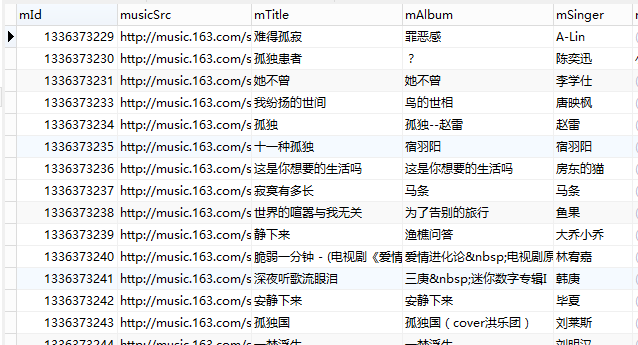 mId musicSrc mTitle mAlbum mSinger
1336373229 http://music.163.com/s 难得孤寂 罪恶感 A-Lin
1336373230 http://music.163.com/s 孤独患者 ？ 陈奕迅
1336373231 http://music.163.com/s 她不曾 她不曾 李学仕
1336373233 http://music.163.com/s 我纷扬的世间 鸟的世相 唐映枫
1336373234 http://music.163.com/s 孤独 孤独--赵雷 赵雷
1336373235 http://music.163.com/s 十一种孤独 宿羽阳 宿羽阳
1336373236 http://music.163.com/s 这是你想要的生活吗 这是你想要的生活吗 房东的猫
1336373237 http://music.163.com/s 寂寞有多长 马条 马条
1336373238 http://music.163.com/s 世界的喧嚣与我无关 为了告别的旅行 鱼果
1336373239 http://music.163.com/s 静下来 渔樵问答 大乔小乔
1336373240 http://music.163.com/s 脆弱一分钟 - (电视剧《爱情 爱情进化论&nbsp;电视剧原 林宥嘉
1336373241 http://music.163.com/s 深夜听歌流眼泪 三庚&nbsp;迷你数字专辑I 韩庚
1336373242 http://music.163.com/s 安静下来 安静下来 毕夏
1336373243 http://music.163.com/s 孤独国 孤独国（cover洪乐团） 刘莱斯
1336373244 http://music.163.com/s 一梦浮生 一梦浮生 刘明汉